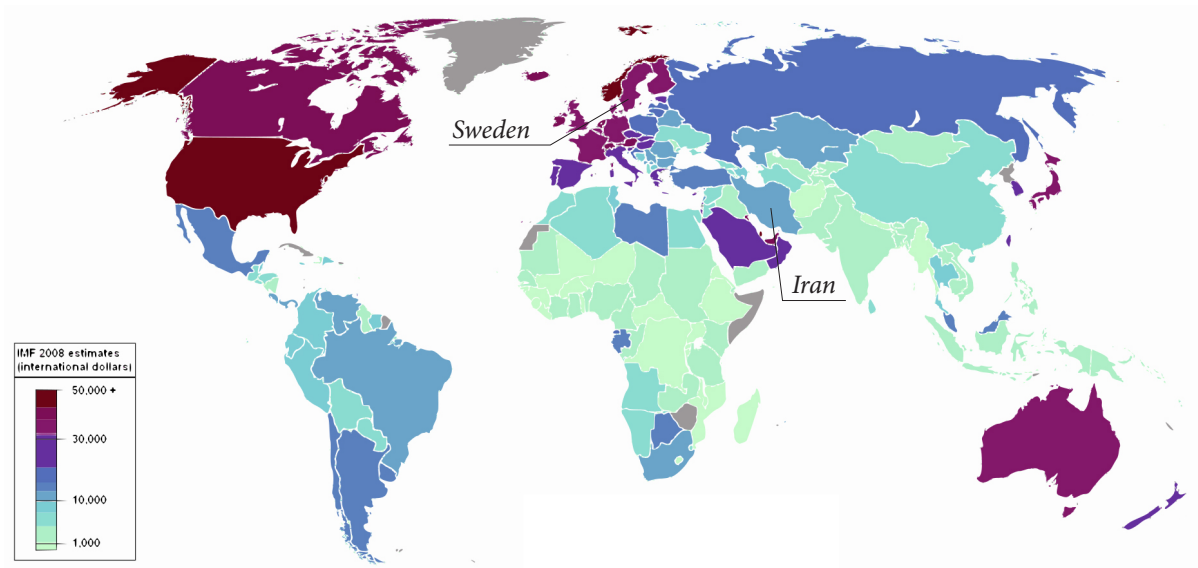 Sweden
Iran
IMF 2008 estimates
(international dollars)
50,000 +
30,000
10,000
1,000